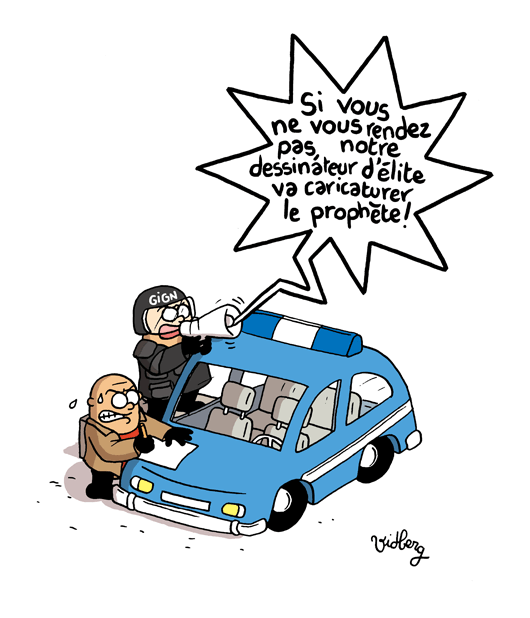 Si vous
ne vous rendez
pas, notre
dessinateur d'élite
va caricaturer
le prophète!
GIGN
Vidberg